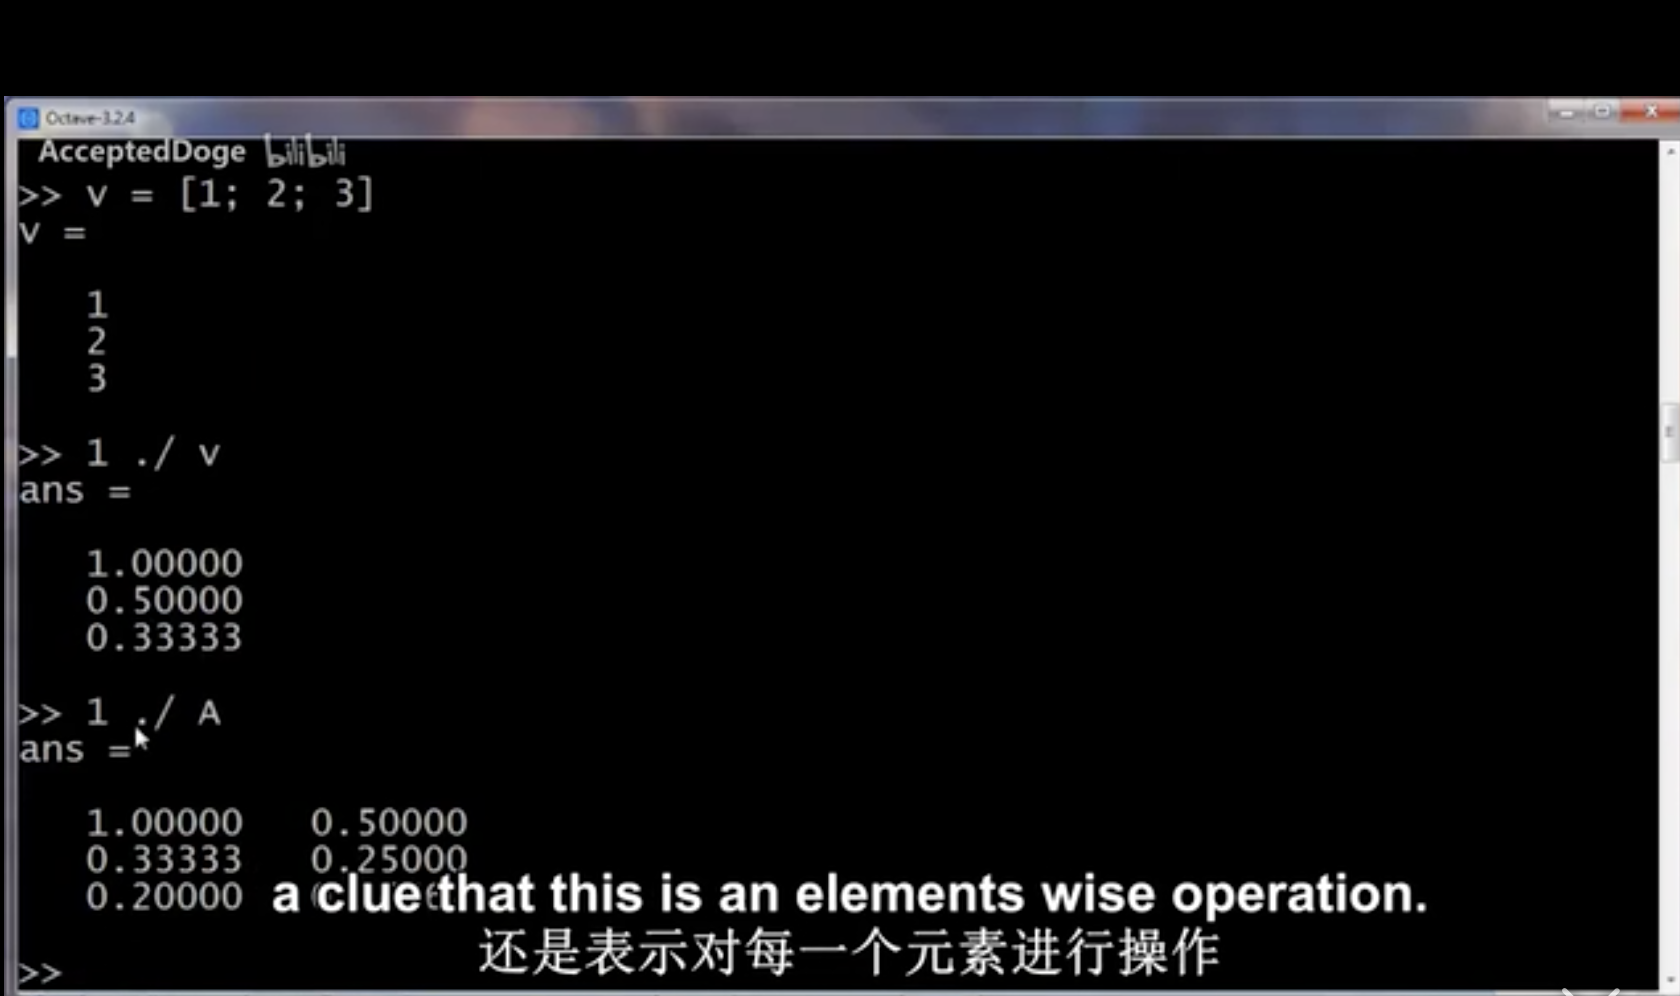 Octave-3.2.4
AcceptedDoge bilibili
>> v = [1; 2; 3]
v =
1
2
3
>> 1 ./ v
ans =
1.00000
0.50000
0.33333
>> 1 ./ A
ans =
1.00000 0.50000
0.33333 0.25000
0.20000
a clue that this is an elements wise operation.
还是表示对每一个元素进行操作
>>